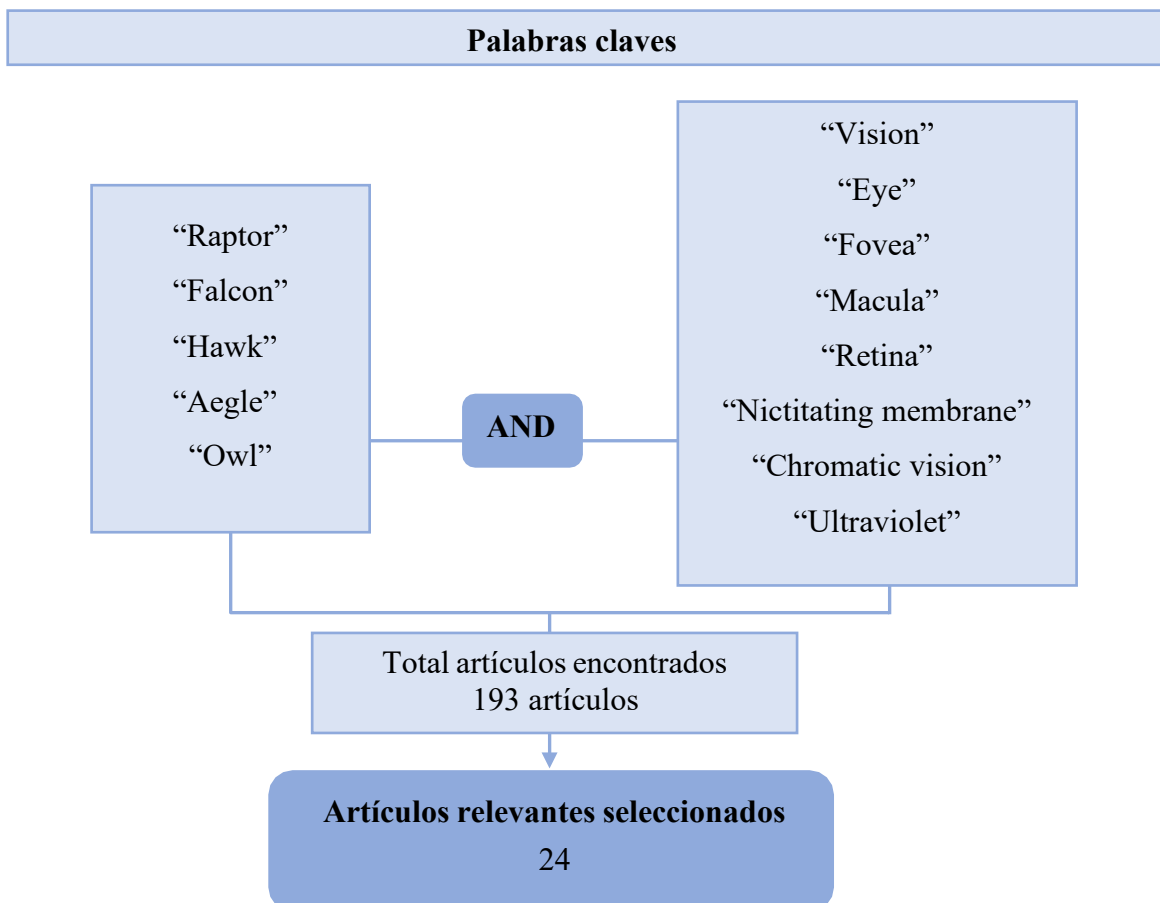 Palabras claves
“Raptor”
“Falcon”
“Hawk”
“Aegle”
“Owl”
AND
“Vision”
“Eye”
“Fovea”
“Macula”
“Retina”
“Nictitating membrane”
“Chromatic vision”
“Ultraviolet”
Total artículos encontrados
193 artículos
Artículos relevantes seleccionados
24